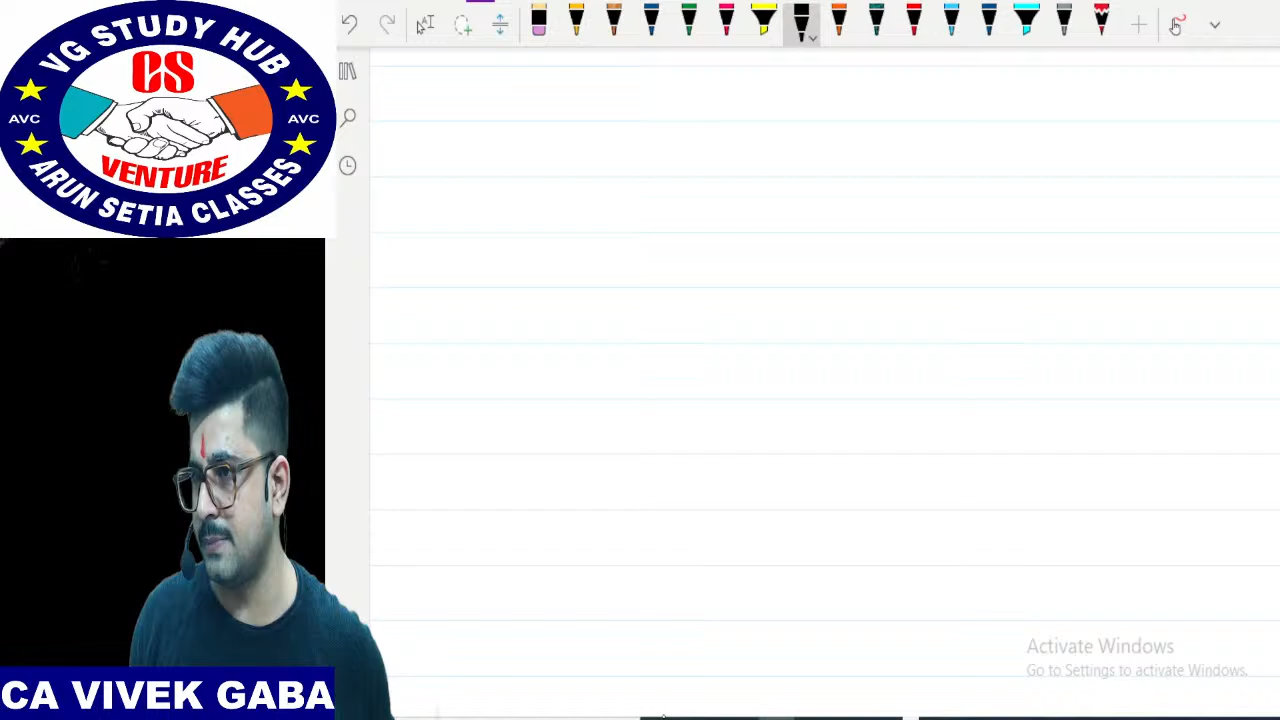 VG STUDY HUB
CS
AVC
AVC
VENTURE
ARUN SETIA CLASSES
CA VIVEK GABA
Activate Windows
Go to Settings to activate Windows.